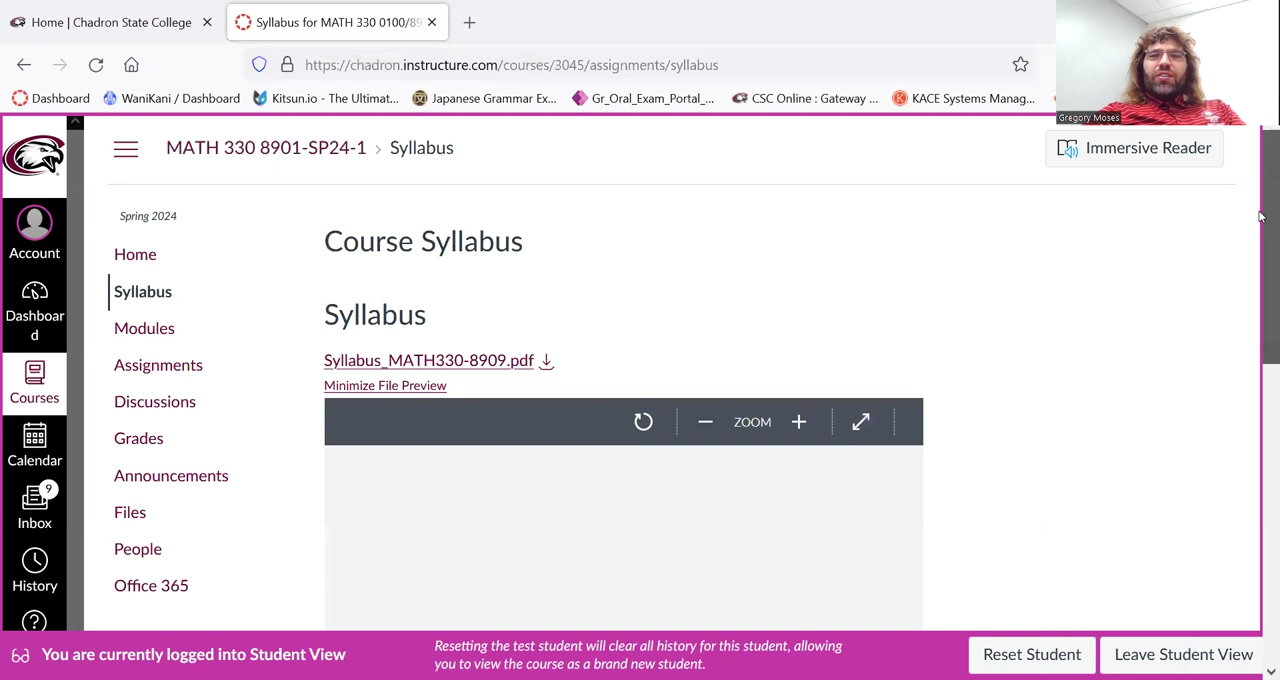 Home | Chadron State College
Syllabus for MATH 330 0100/89
https://chadron.instructure.com/courses/3045/assignments/syllabus
Dashboard
WaniKani / Dashboard
Kitsun.io - The Ultimat...
Japanese Grammar Ex...
Gr_Oral_Exam_Portal_...
CSC Online : Gateway ...
KACE Systems Manag...
Gregory Moses
MATH 330 8901-SP24-1 › Syllabus
Immersive Reader
Account
Dashboar
d
Courses
Calendar
9
Inbox
History
Spring 2024
Home
Syllabus
Modules
Assignments
Discussions
Grades
Announcements
Files
People
Office 365
Course Syllabus
Syllabus
Syllabus_MATH330-8909.pdf
Minimize File Preview
ZOOM
You are currently logged into Student View
Resetting the test student will clear all history for this student, allowing
you to view the course as a brand new student.
Reset Student
Leave Student View